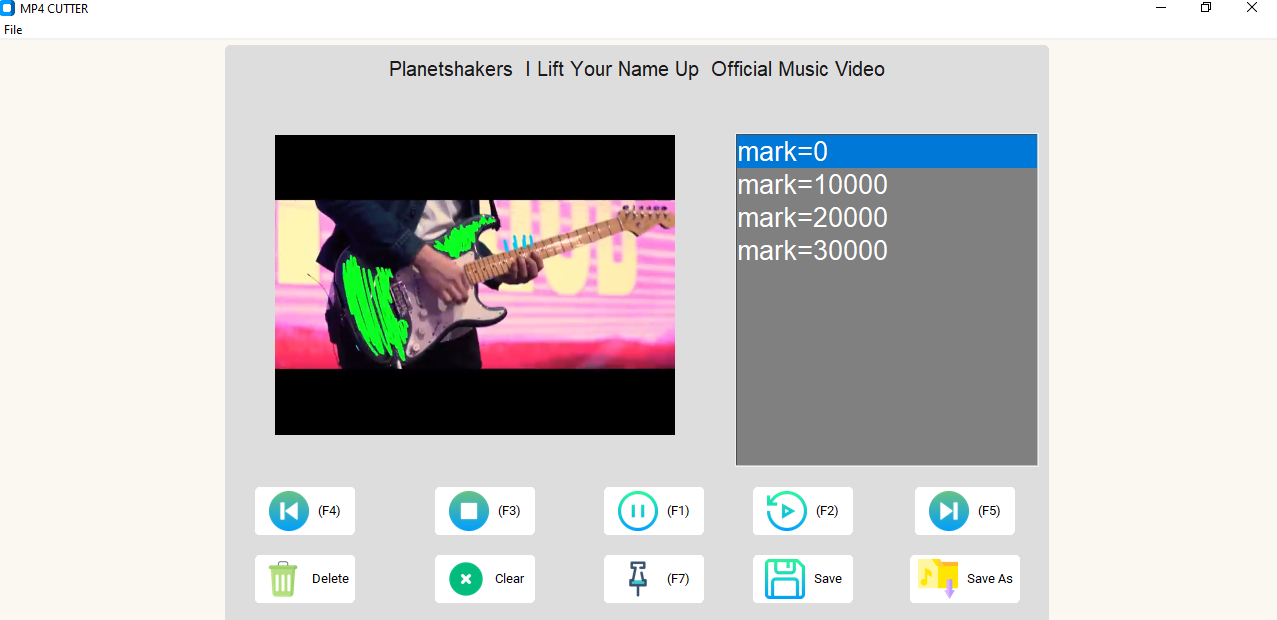 MP4 CUTTER
File
Planetshakers I Lift Your Name Up Official Music Video
mark=0
mark=10000
mark=20000
mark=30000
(F4)
(F3)
(F1)
(F2)
(F5)
Delete
Clear
(F7)
Save
Save As